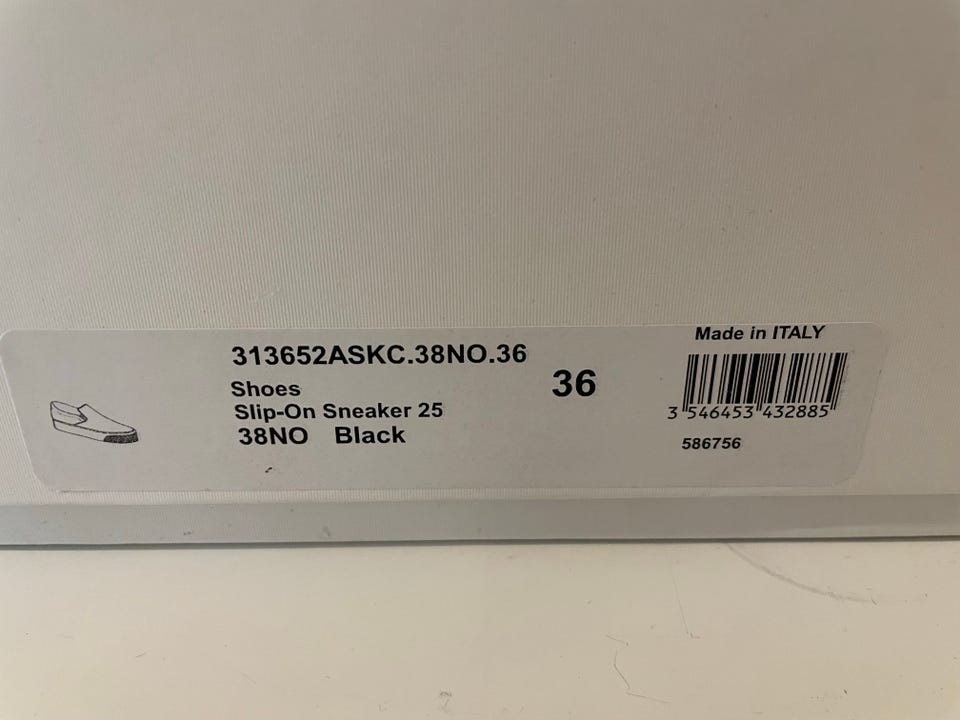 313652ASKC.38NO.36
Shoes
Slip-On Sneaker 25
38NO Black
36
Made in ITALY
3 546453 432885
586756